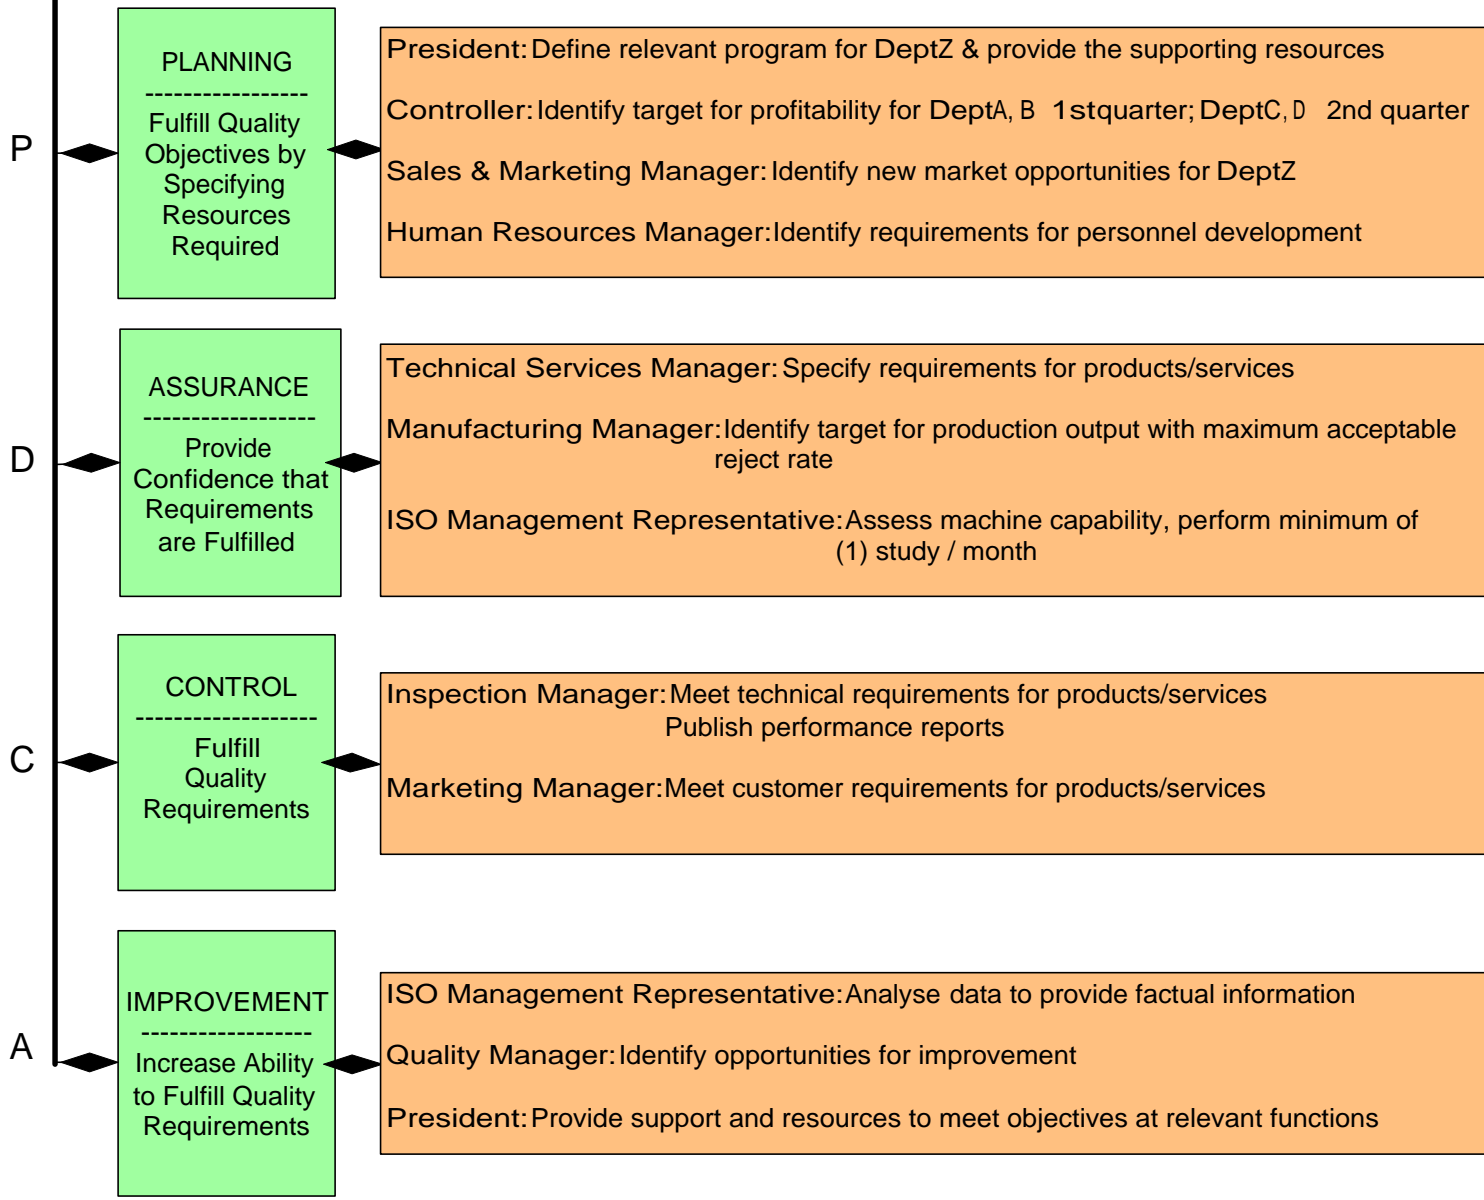 PLANNING
-----------------
P
Fulfill Quality
Objectives by
Specifying
Resources
Required
President: Define relevant program for DeptZ & provide the supporting resources
Controller: Identify target for profitability for DeptA, B 1stquarter; DeptC, D 2nd quarter
Sales & Marketing Manager: Identify new market opportunities for DeptZ
Human Resources Manager: Identify requirements for personnel development
ASSURANCE
------------------
D
Provide
Confidence that
Requirements
are Fulfilled
Technical Services Manager: Specify requirements for products/services
Manufacturing Manager: Identify target for production output with maximum acceptable
reject rate
ISO Management Representative: Assess machine capability, perform minimum of
(1) study / month
CONTROL
-------------------
C
Fulfill
Quality
Requirements
Inspection Manager: Meet technical requirements for products/services
Publish performance reports
Marketing Manager: Meet customer requirements for products/services
IMPROVEMENT
------------------
A
Increase Ability
to Fulfill Quality
Requirements
ISO Management Representative: Analyse data to provide factual information
Quality Manager: Identify opportunities for improvement
President: Provide support and resources to meet objectives at relevant functions